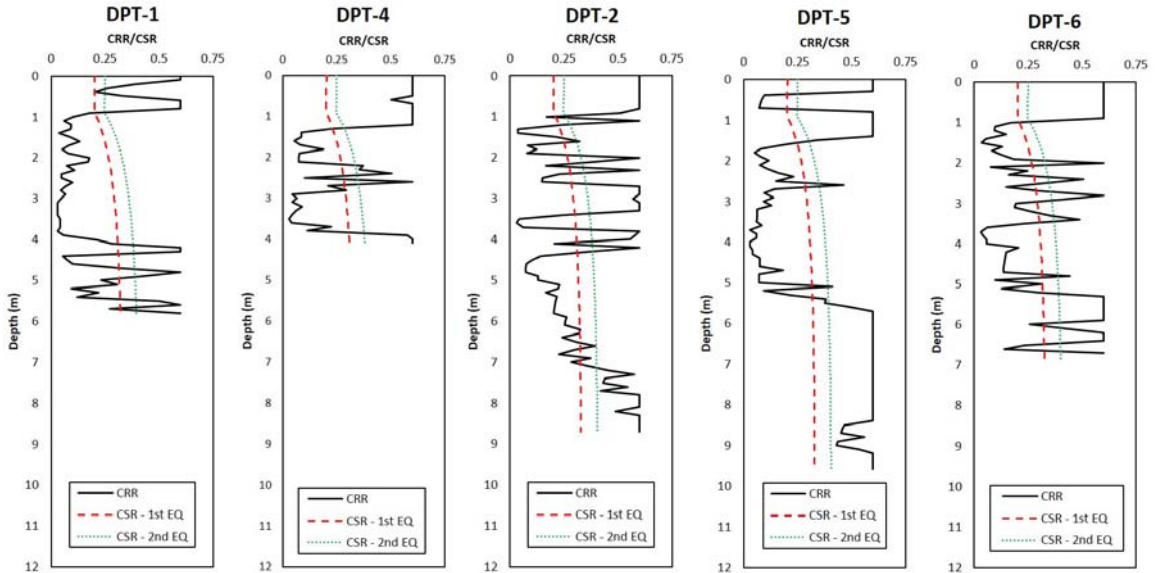 DPT-1
CRR/CSR
0 0.25 0.5 0.75
0
1
2
3
4
5
6
7
8
9
10
11
12
Depth (m)
CRR
CSR - 1st EQ
CSR - 2nd EQ
DPT-4
CRR/CSR
0 0.25 0.5 0.75
0
1
2
3
4
5
6
7
8
9
10
11
12
Depth (m)
CRR
CSR - 1st EQ
CSR - 2nd EQ
DPT-2
CRR/CSR
0 0.25 0.5 0.75
0
1
2
3
4
5
6
7
8
9
10
11
12
Depth (m)
CRR
CSR - 1st EQ
CSR - 2nd EQ
DPT-5
CRR/CSR
0 0.25 0.5 0.75
0
1
2
3
4
5
6
7
8
9
10
11
12
Depth (m)
CRR
CSR - 1st EQ
CSR - 2nd EQ
DPT-6
CRR/CSR
0 0.25 0.5 0.75
0
1
2
3
4
5
6
7
8
9
10
11
12
Depth (m)
CRR
CSR - 1st EQ
CSR - 2nd EQ